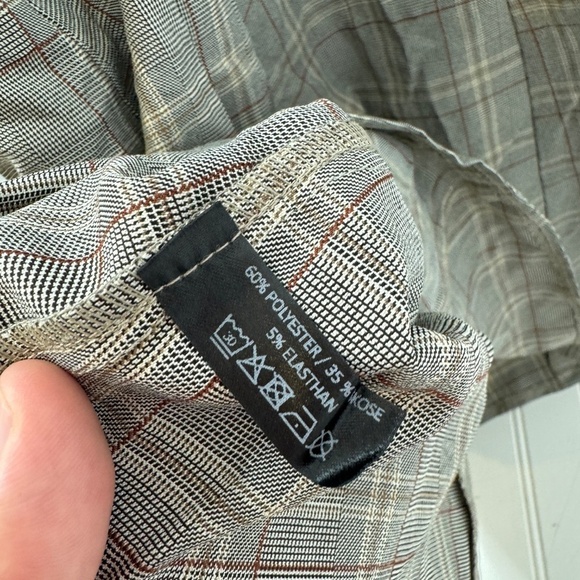 60% POLYESTER / 35 %
5% ELASTHAN
30